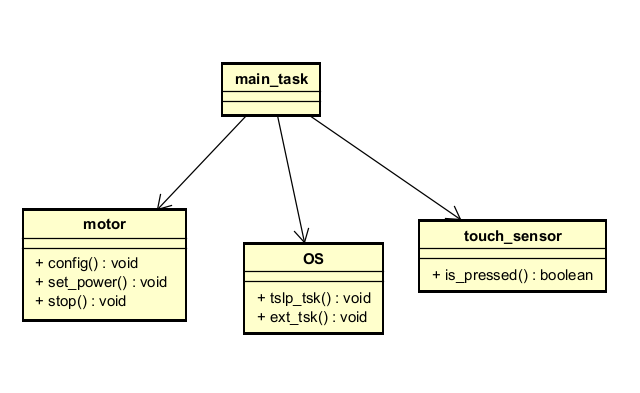 main_task
motor
+ config() : void
+ set_power() : void
+ stop() : void
OS
+ tslp_tsk() : void
+ ext_tsk() : void
touch_sensor
+ is_pressed() : boolean